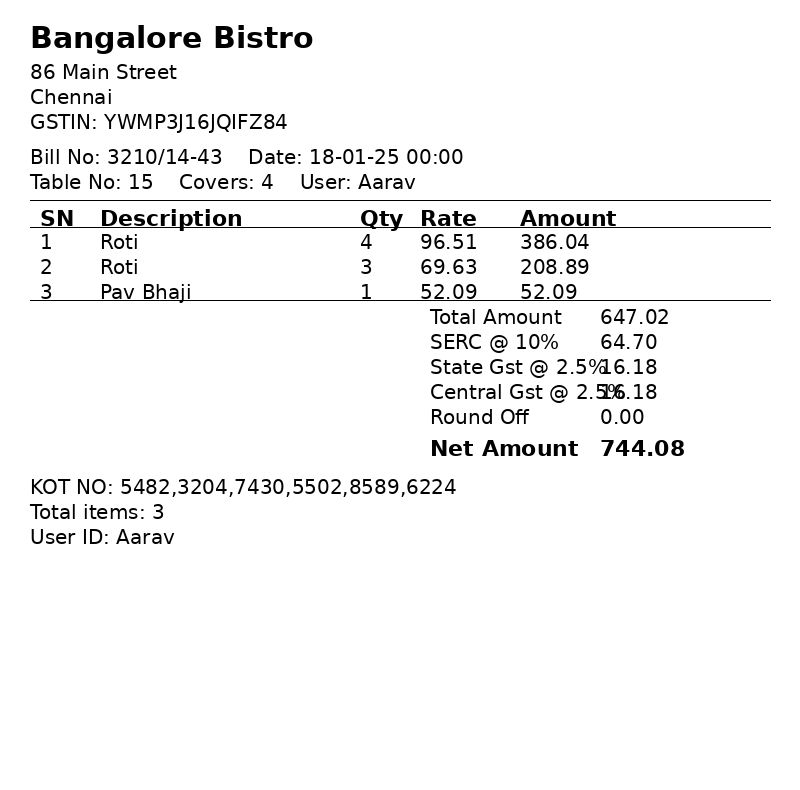 Bangalore Bistro
86 Main Street
Chennai
GSTIN: YWMP3J16JQIFZ84
Bill No: 3210/14-43 Date: 18-01-25 00:00
Table No: 15 Covers: 4 User: Aarav
SN Description Qty Rate Amount
1 Roti 4 96.51 386.04
2 Roti 3 69.63 208.89
3 Pav Bhaji 1 52.09 52.09
Total Amount 647.02
SERC @ 10% 64.70
State Gst @ 2.5% 16.18
Central Gst @ 2.5% 16.18
Round Off 0.00
Net Amount 744.08
KOT NO: 5482,3204,7430,5502,8589,6224
Total items: 3
User ID: Aarav